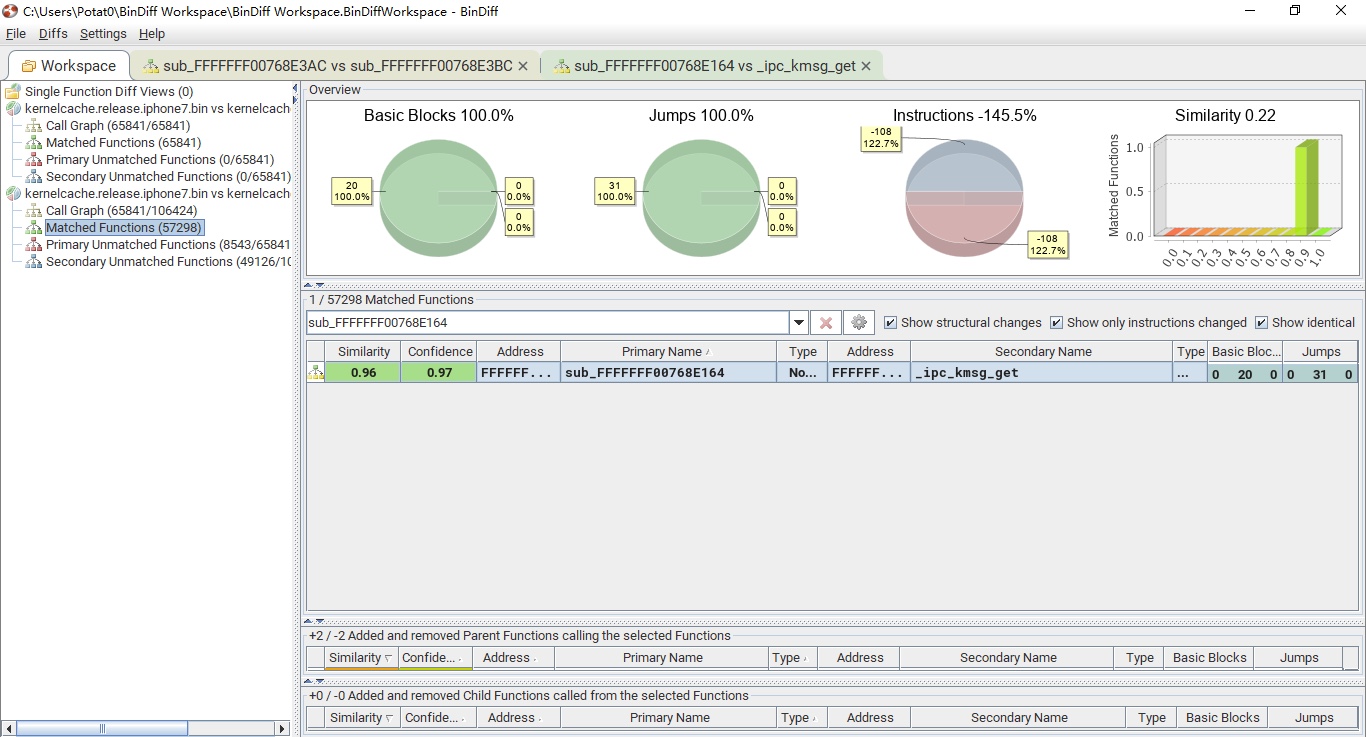 C:\Users\Potat0\BinDiff Workspace\BinDiff Workspace.BinDiffWorkspace - BinDiff
File Diffs Settings Help
Workspace sub_FFFFFFF00768E3AC vs sub_FFFFFFF00768E3BC sub_FFFFFFF00768E164 vs _ipc_kmsg_get
Single Function Diff Views (0)
kernelcache.release.iphone7.bin vs kernelcach
Call Graph (65841/65841)
Matched Functions (65841)
Primary Unmatched Functions (0/65841)
Secondary Unmatched Functions (0/65841)
kernelcache.release.iphone7.bin vs kernelcach
Call Graph (65841/106424)
Matched Functions (57298)
Primary Unmatched Functions (8543/65841
Secondary Unmatched Functions (49126/10
Overview
Basic Blocks 100.0%
20
100.0%
0
0.0%
0
0.0%
Jumps 100.0%
31
100.0%
0
0.0%
0
0.0%
Instructions -145.5%
-108
122.7%
-108
122.7%
Similarity 0.22
Matched Functions
1.0
0.5
0.0
0.0 0.1 0.2 0.3 0.4 0.5 0.6 0.7 0.8 0.9 1.0
1 / 57298 Matched Functions
sub_FFFFFFF00768E164 Show structural changes Show only instructions changed Show identical
Similarity Confidence Address Primary Name Type Address Secondary Name Type Basic Bloc... Jumps
0.96 0.97 FFFFFF... sub_FFFFFFF00768E164 No... FFFFFF... _ipc_kmsg_get ... 0 20 0 0 31 0
+2 / -2 Added and removed Parent Functions calling the selected Functions
Similarity Confide... Address Primary Name Type Address Secondary Name Type Basic Blocks Jumps
+0 / -0 Added and removed Child Functions called from the selected Functions
Similarity Confide... Address Primary Name Type Address Secondary Name Type Basic Blocks Jumps